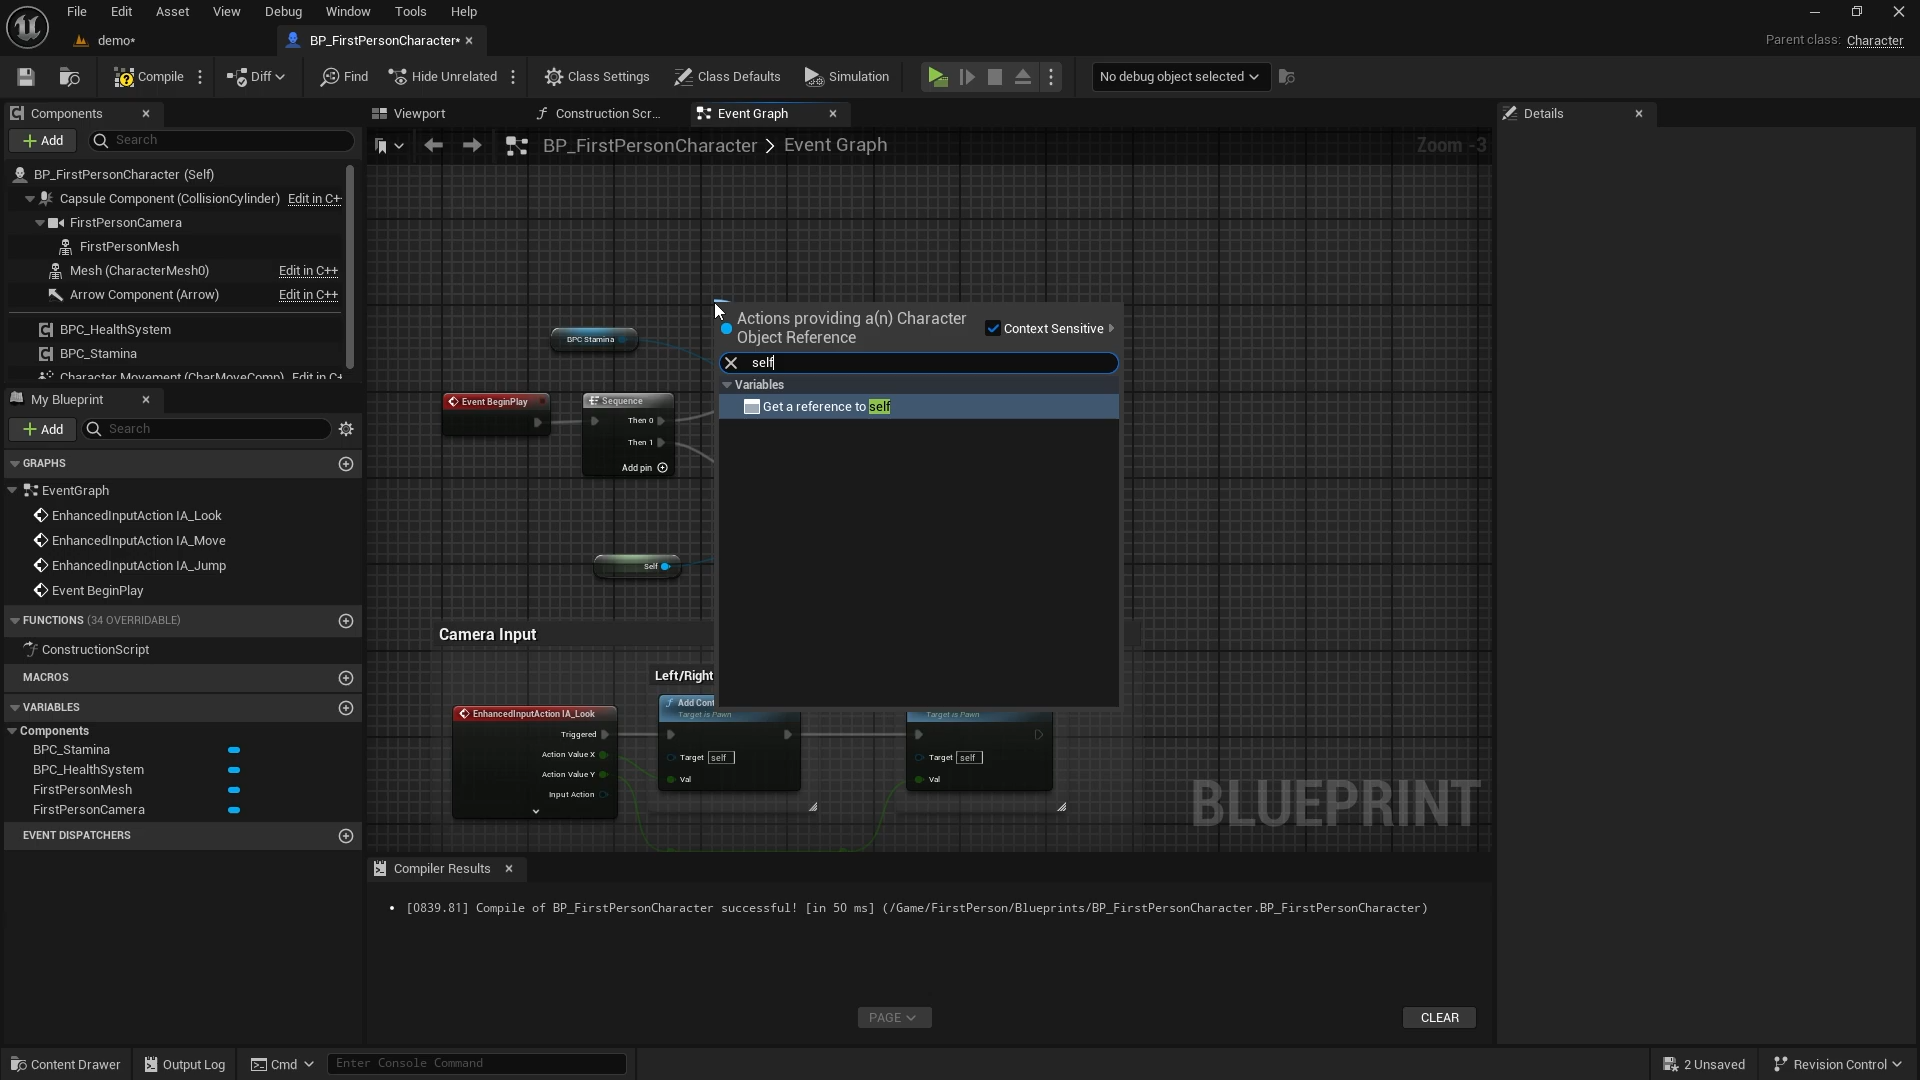 File Edit Asset View Debug Window Tools Help
demo* BP_FirstPersonCharacter* Parent class: Character
Compile Diff Find Hide Unrelated Class Settings Class Defaults Simulation No debug object selected
Components
Add Search
BP_FirstPersonCharacter (Self)
Capsule Component (CollisionCylinder) Edit in C+
FirstPersonCamera
FirstPersonMesh
Mesh (CharacterMesh0) Edit in C++
Arrow Component (Arrow) Edit in C++
BPC_HealthSystem
BPC_Stamina
Character Movement (CharMoveComp) Edit in C+
My Blueprint
Add Search
GRAPHS
EventGraph
EnhancedInputAction IA_Look
EnhancedInputAction IA_Move
EnhancedInputAction IA_Jump
Event BeginPlay
FUNCTIONS (34 OVERRIDABLE)
ConstructionScript
MACROS
VARIABLES
Components
BPC_Stamina
BPC_HealthSystem
FirstPersonMesh
FirstPersonCamera
EVENT DISPATCHERS
Viewport Construction Scr... Event Graph
BP_FirstPersonCharacter > Event Graph Zoom -3
BPC Stamina
Event BeginPlay
Sequence
Then 0
Then 1
Add pin
Self
Actions providing a(n) Character
Object Reference
Context Sensitive
self
Variables
Get a reference to self
Camera Input
Left/Right
EnhancedInputAction IA_Look
Triggered
Action Value X
Action Value Y
Input Action
Add Cont
Target is Pawn
Target self
Val
Target is Pawn
Target self
Val
BLUEPRINT
Compiler Results
• [0839.81] Compile of BP_FirstPersonCharacter successful! [in 50 ms] (/Game/FirstPerson/Blueprints/BP_FirstPersonCharacter.BP_FirstPersonCharacter)
PAGE CLEAR
Details
Content Drawer Output Log Cmd Enter Console Command 2 Unsaved Revision Control